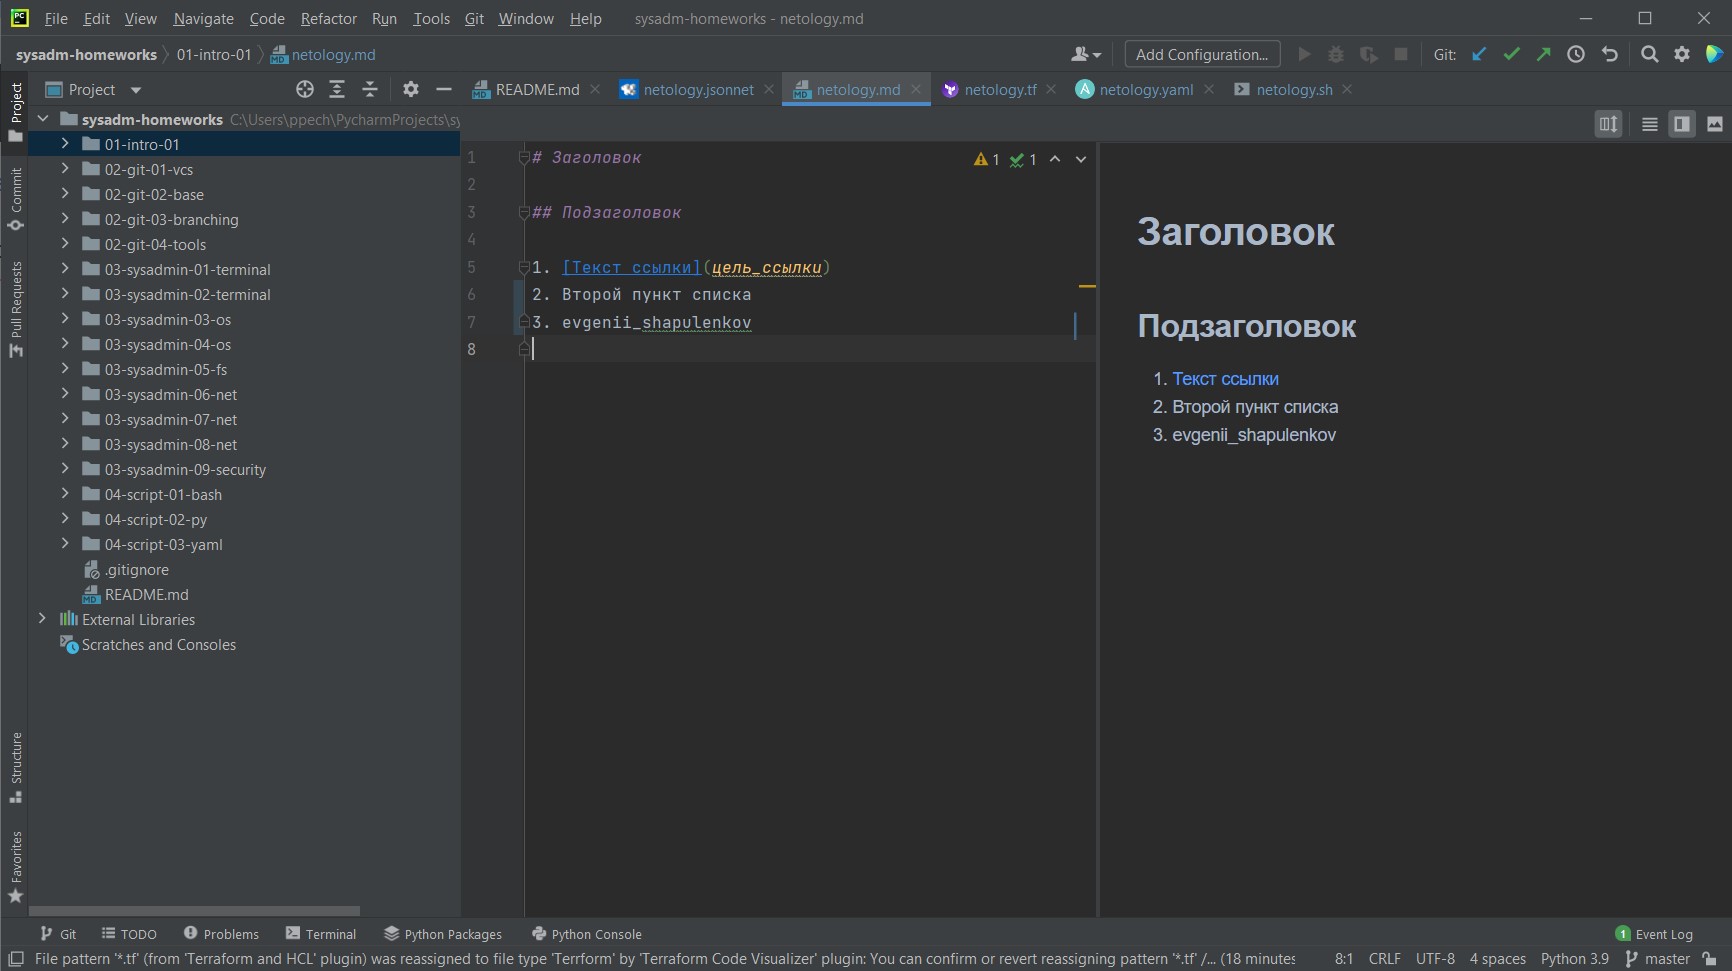 File Edit View Navigate Code Refactor Run Tools Git Window Help sysadm-homeworks - netology.md
sysadm-homeworks 01-intro-01 netology.md Add Configuration... Git:
Project README.md netology.jsonnet netology.md netology.tf netology.yaml netology.sh
Project
Commit
Pull Requests
Structure
Favorites
sysadm-homeworks C:\Users\ppech\PycharmProjects\sy
01-intro-01
02-git-01-vcs
02-git-02-base
02-git-03-branching
02-git-04-tools
03-sysadmin-01-terminal
03-sysadmin-02-terminal
03-sysadmin-03-os
03-sysadmin-04-os
03-sysadmin-05-fs
03-sysadmin-06-net
03-sysadmin-07-net
03-sysadmin-08-net
03-sysadmin-09-security
04-script-01-bash
04-script-02-py
04-script-03-yaml
.gitignore
README.md
External Libraries
Scratches and Consoles
1 # Заголовок 1 1
2
3 ## Подзаголовок
4
5 1. [Текст ссылки](цель_ссылки)
6 2. Второй пункт списка
7 3. evgenii_shapulenkov
8
Заголовок
Подзаголовок
1. Текст ссылки
2. Второй пункт списка
3. evgenii_shapulenkov
Git TODO Problems Terminal Python Packages Python Console 1 Event Log
File pattern '*.tf' (from 'Terraform and HCL' plugin) was reassigned to file type 'Terrform' by 'Terraform Code Visualizer' plugin: You can confirm or revert reassigning pattern '*.tf' /... (18 minutes 8:1 CRLF UTF-8 4 spaces Python 3.9 master